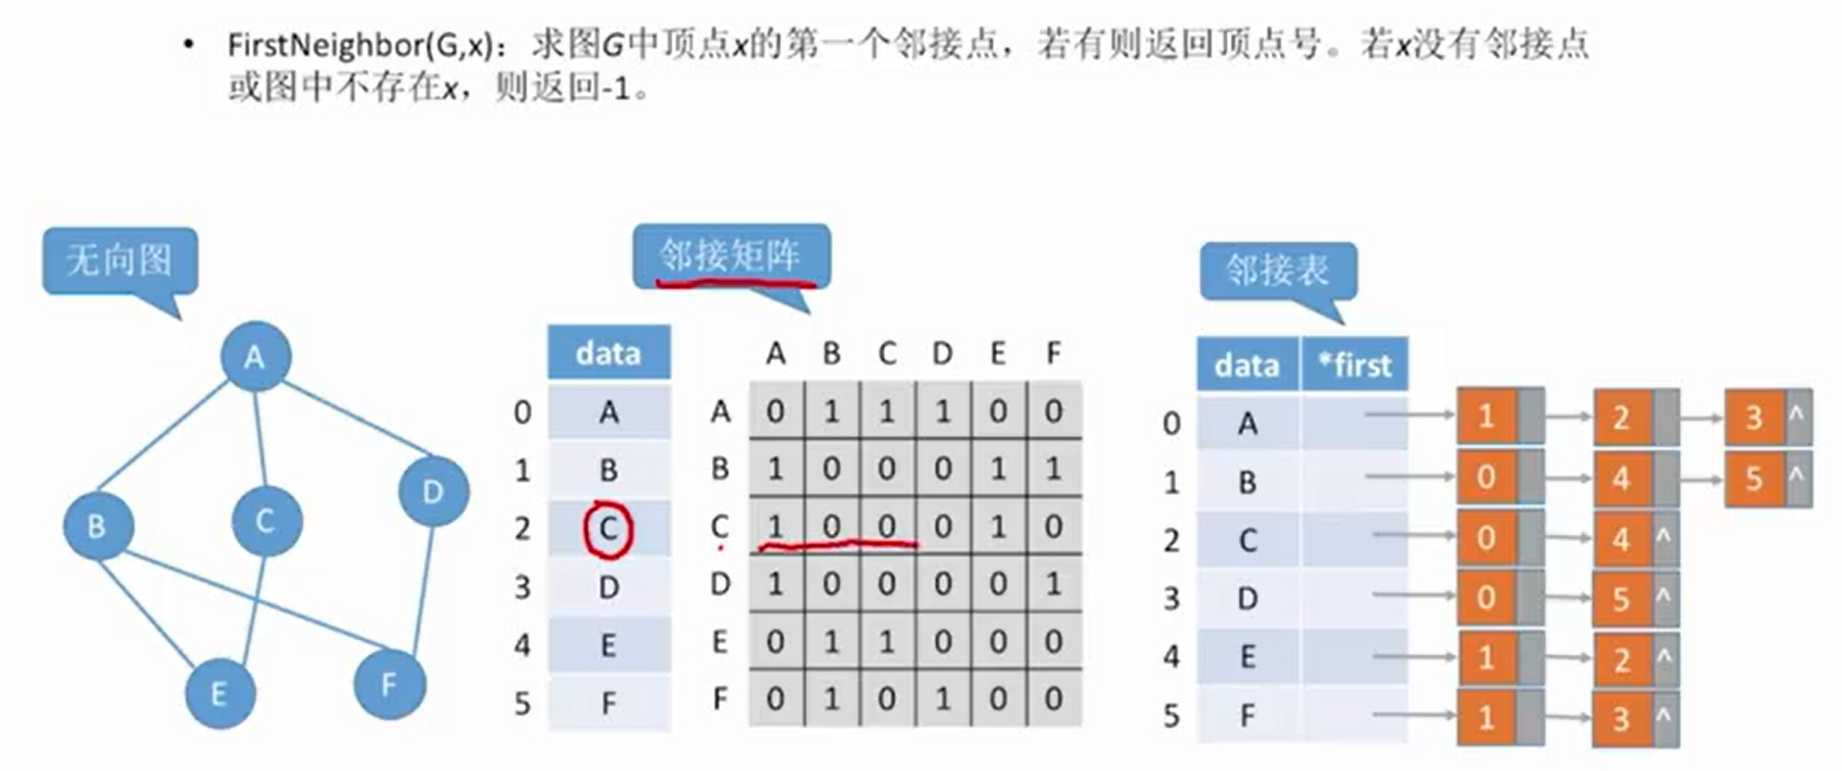 • FirstNeighbor(G,x)：求图G中顶点x的第一个邻接点，若有则返回顶点号。若x没有邻接点
或图中不存在x，则返回-1。
无向图
A
B
C
D
E
F
邻接矩阵
data
0 A
1 B
2 C
3 D
4 E
5 F
A B C D E F
A 0 1 1 1 0 0
B 1 0 0 0 1 1
C 1 0 0 0 1 0
D 1 0 0 0 0 1
E 0 1 1 0 0 0
F 0 1 0 1 0 0
邻接表
data *first
0 A 1 2 3 ^
1 B 0 4 5 ^
2 C 0 4 ^
3 D 0 5 ^
4 E 1 2 ^
5 F 1 3 ^